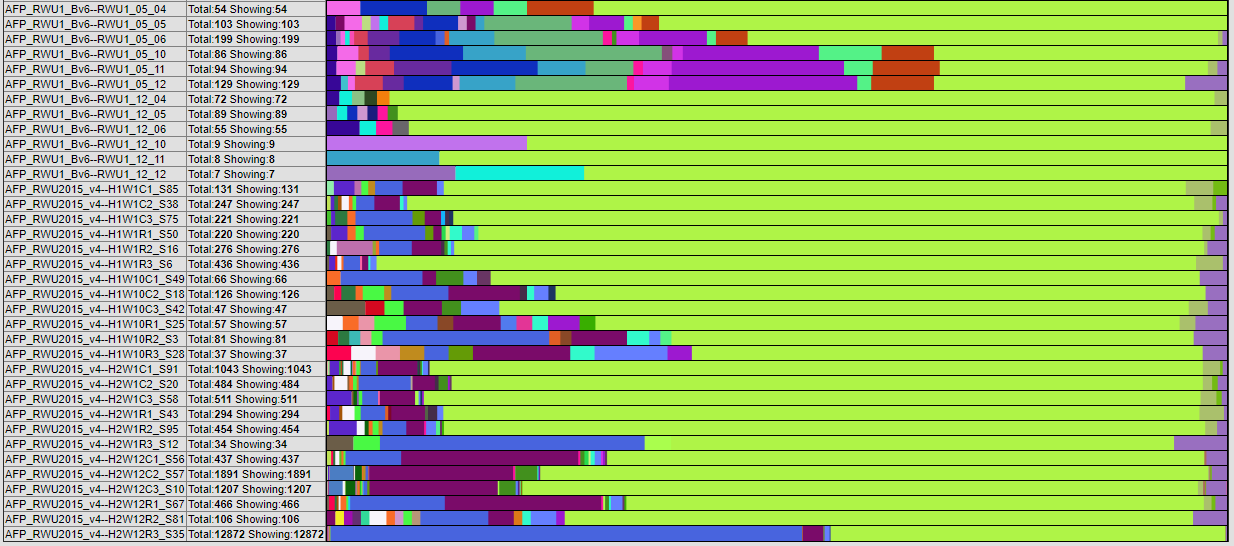 AFP_RWU1_Bv6--RWU1_05_04 Total:54 Showing:54
AFP_RWU1_Bv6--RWU1_05_05 Total:103 Showing:103
AFP_RWU1_Bv6--RWU1_05_06 Total:199 Showing:199
AFP_RWU1_Bv6--RWU1_05_10 Total:86 Showing:86
AFP_RWU1_Bv6--RWU1_05_11 Total:94 Showing:94
AFP_RWU1_Bv6--RWU1_05_12 Total:129 Showing:129
AFP_RWU1_Bv6--RWU1_12_04 Total:72 Showing:72
AFP_RWU1_Bv6--RWU1_12_05 Total:89 Showing:89
AFP_RWU1_Bv6--RWU1_12_06 Total:55 Showing:55
AFP_RWU1_Bv6--RWU1_12_10 Total:9 Showing:9
AFP_RWU1_Bv6--RWU1_12_11 Total:8 Showing:8
AFP_RWU1_Bv6--RWU1_12_12 Total:7 Showing:7
AFP_RWU2015_v4--H1W1C1_S85 Total:131 Showing:131
AFP_RWU2015_v4--H1W1C2_S38 Total:247 Showing:247
AFP_RWU2015_v4--H1W1C3_S75 Total:221 Showing:221
AFP_RWU2015_v4--H1W1R1_S50 Total:220 Showing:220
AFP_RWU2015_v4--H1W1R2_S16 Total:276 Showing:276
AFP_RWU2015_v4--H1W1R3_S6 Total:436 Showing:436
AFP_RWU2015_v4--H1W10C1_S49 Total:66 Showing:66
AFP_RWU2015_v4--H1W10C2_S18 Total:126 Showing:126
AFP_RWU2015_v4--H1W10C3_S42 Total:47 Showing:47
AFP_RWU2015_v4--H1W10R1_S25 Total:57 Showing:57
AFP_RWU2015_v4--H1W10R2_S3 Total:81 Showing:81
AFP_RWU2015_v4--H1W10R3_S28 Total:37 Showing:37
AFP_RWU2015_v4--H2W1C1_S91 Total:1043 Showing:1043
AFP_RWU2015_v4--H2W1C2_S20 Total:484 Showing:484
AFP_RWU2015_v4--H2W1C3_S58 Total:511 Showing:511
AFP_RWU2015_v4--H2W1R1_S43 Total:294 Showing:294
AFP_RWU2015_v4--H2W1R2_S95 Total:454 Showing:454
AFP_RWU2015_v4--H2W1R3_S12 Total:34 Showing:34
AFP_RWU2015_v4--H2W12C1_S56 Total:437 Showing:437
AFP_RWU2015_v4--H2W12C2_S57 Total:1891 Showing:1891
AFP_RWU2015_v4--H2W12C3_S10 Total:1207 Showing:1207
AFP_RWU2015_v4--H2W12R1_S67 Total:466 Showing:466
AFP_RWU2015_v4--H2W12R2_S81 Total:106 Showing:106
AFP_RWU2015_v4--H2W12R3_S35 Total:12872 Showing:12872